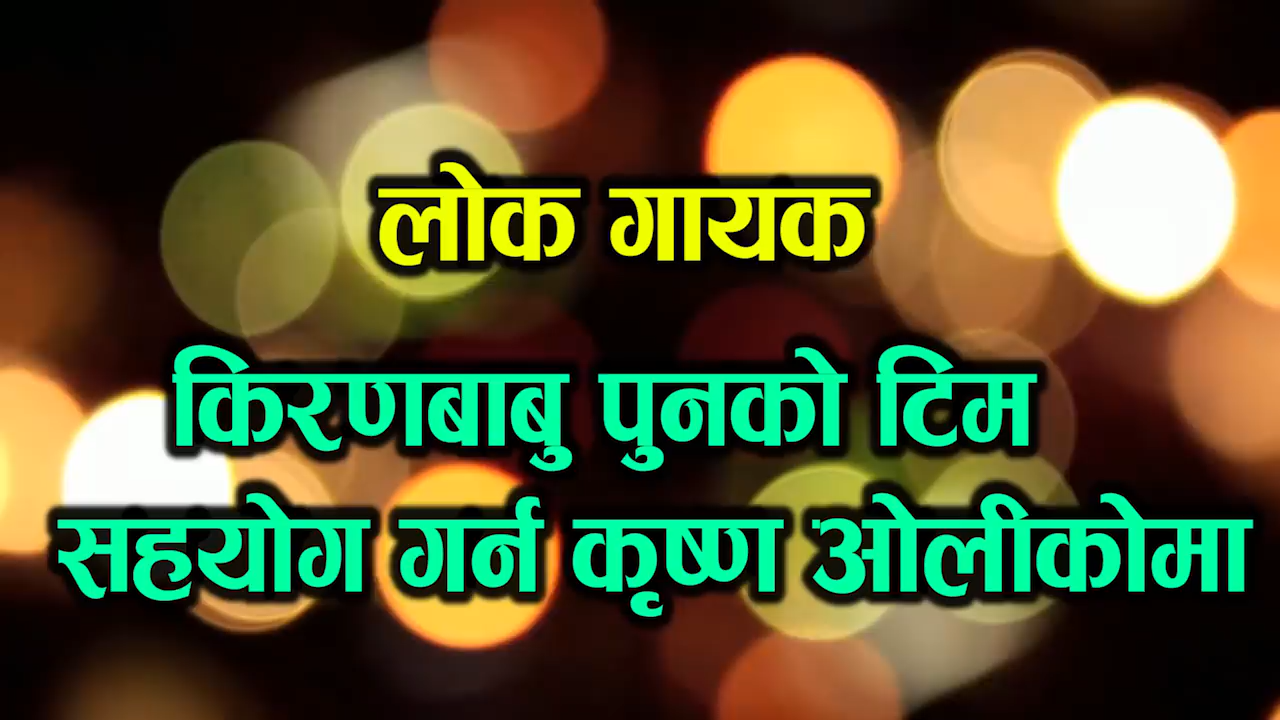 लोक गायक
किरणबाबु पुनको टिम
सहयोग गर्न कृष्ण ओलीकोमा